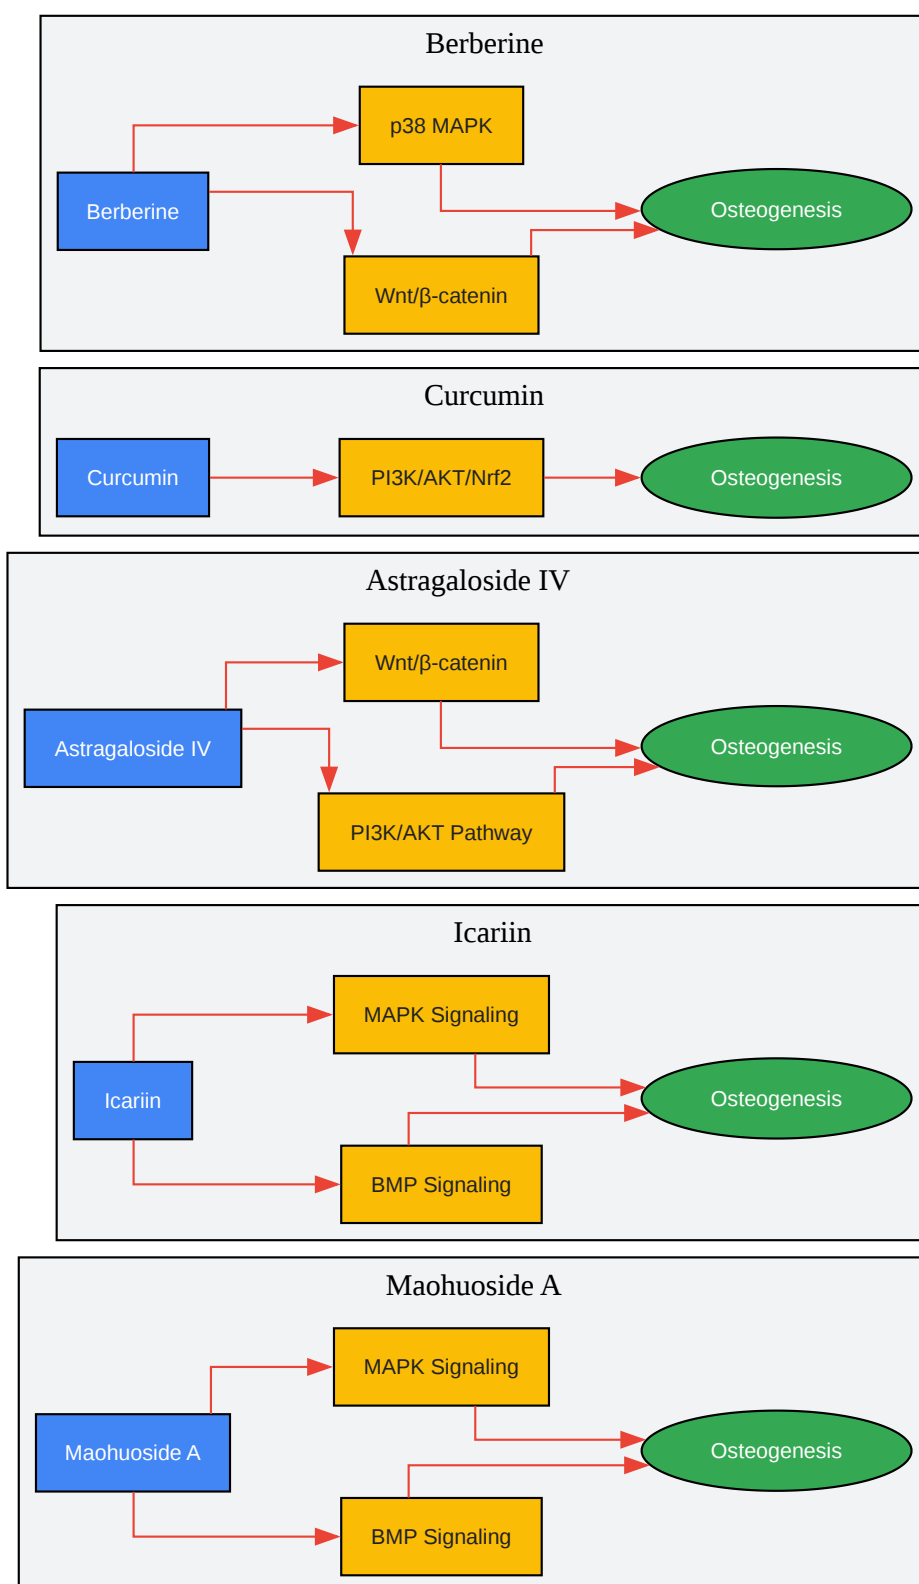 Berberine
p38 MAPK
Berberine
Osteogenesis
Wnt/β-catenin
Curcumin
Curcumin
PI3K/AKT/Nrf2
Osteogenesis
Astragaloside IV
Wnt/β-catenin
Astragaloside IV
Osteogenesis
PI3K/AKT Pathway
Icariin
MAPK Signaling
Icariin
Osteogenesis
BMP Signaling
Maohuoside A
MAPK Signaling
Maohuoside A
Osteogenesis
BMP Signaling